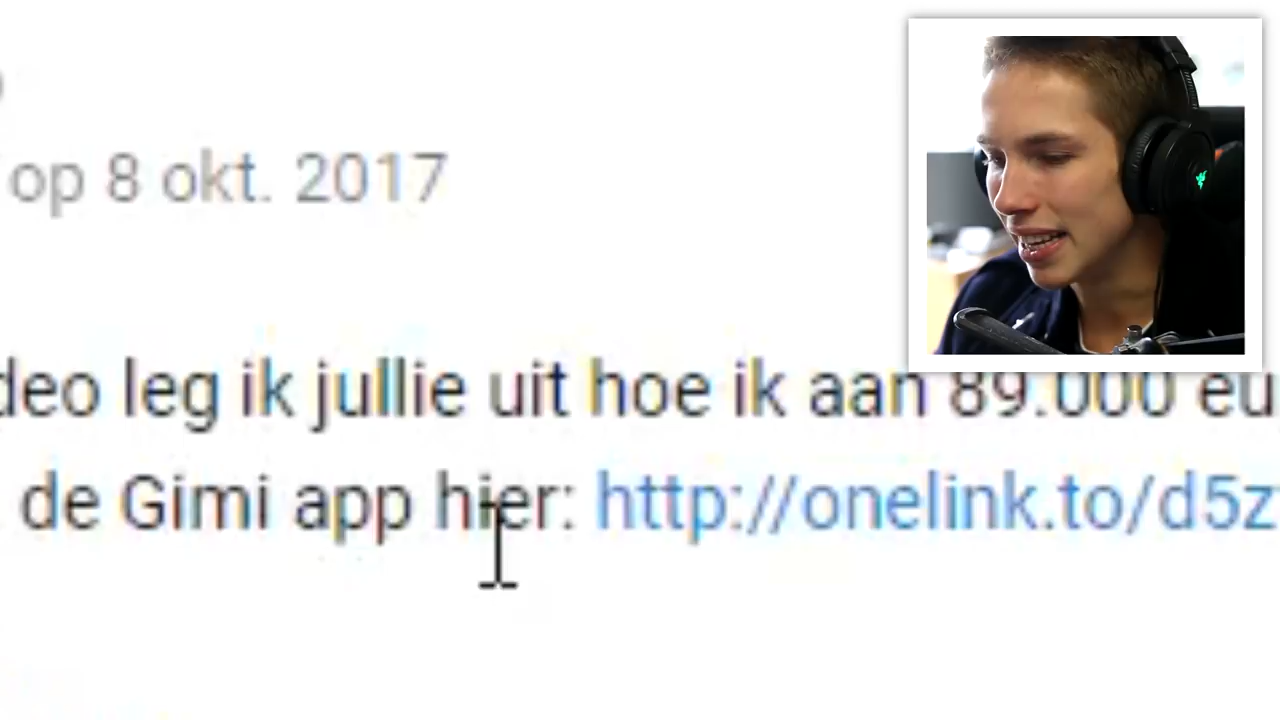 op 8 okt. 2017
deo leg ik jullie uit hoe ik aan 89.000 eu
de Gimi app hier: http://onelink.to/d5z